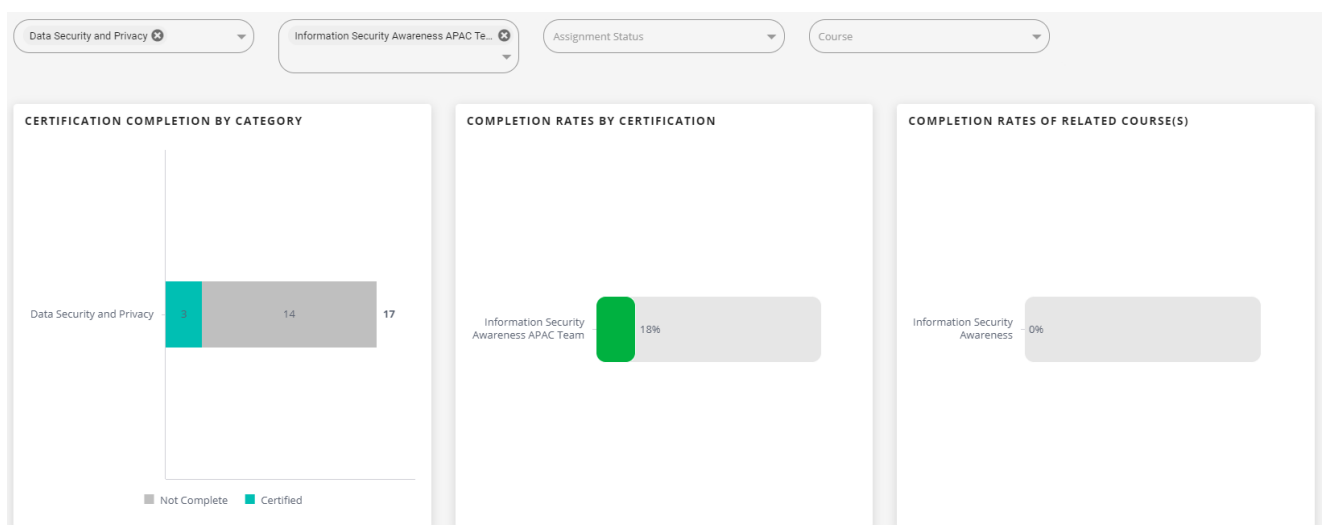 Data Security and Privacy
Information Security Awareness APAC Te...
Assignment Status
Course
CERTIFICATION COMPLETION BY CATEGORY
Data Security and Privacy
3
14
17
Not Complete
Certified
COMPLETION RATES BY CERTIFICATION
Information Security
Awareness APAC Team
18%
COMPLETION RATES OF RELATED COURSE(S)
Information Security
Awareness
0%